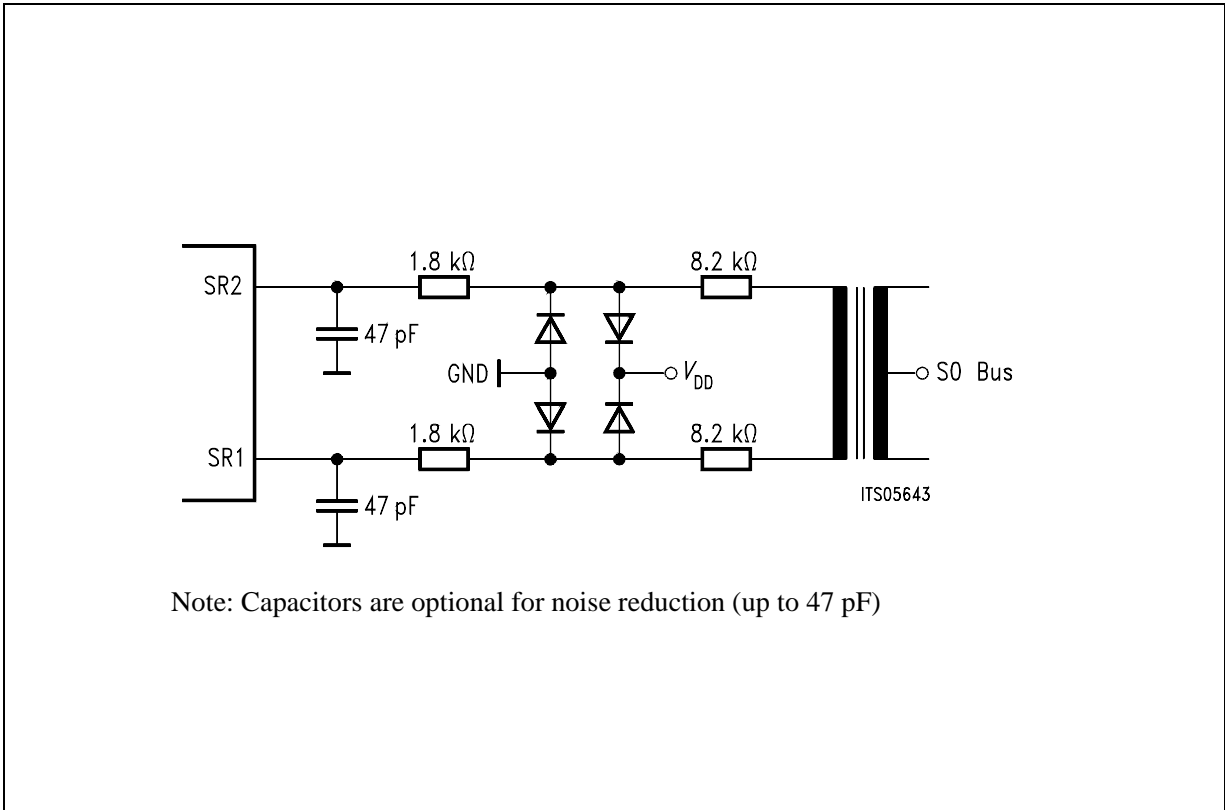 1.8 kΩ
8.2 kΩ
SR2
47 pF
GND
VDD
S0 Bus
1.8 kΩ
8.2 kΩ
SR1
ITS05643
47 pF
Note: Capacitors are optional for noise reduction (up to 47 pF)